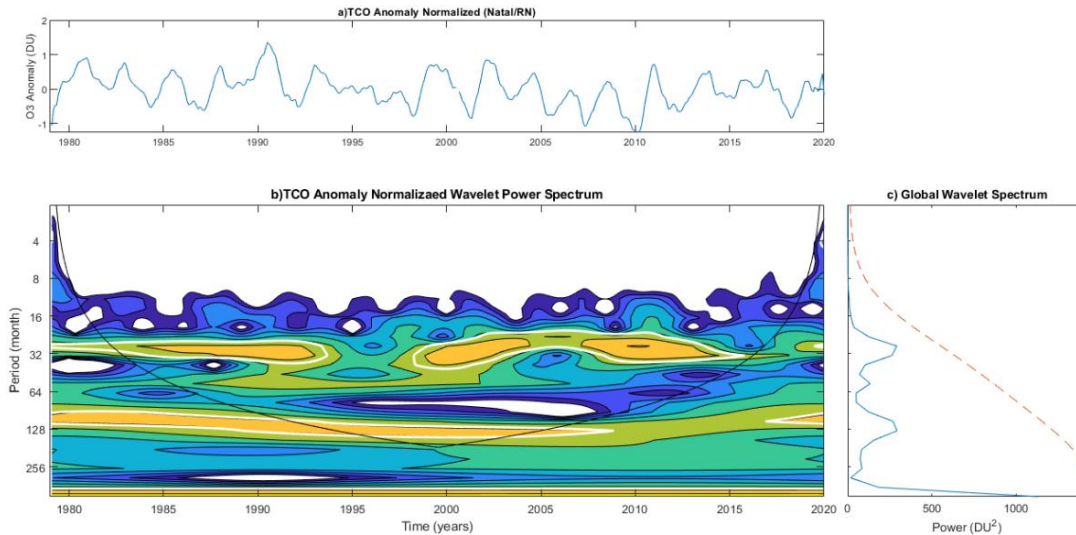 a)TCO Anomaly Normalized (Natal/RN)
O3 Anomaly (DU)
2
1
0
-1
1980 1985 1990 1995 2000 2005 2010 2015 2020
b)TCO Anomaly Normalizaed Wavelet Power Spectrum
Period (month)
4
8
16
32
64
128
256
1980 1985 1990 1995 2000 2005 2010 2015 2020
Time (years)
c) Global Wavelet Spectrum
0 500 1000
Power (DU²)